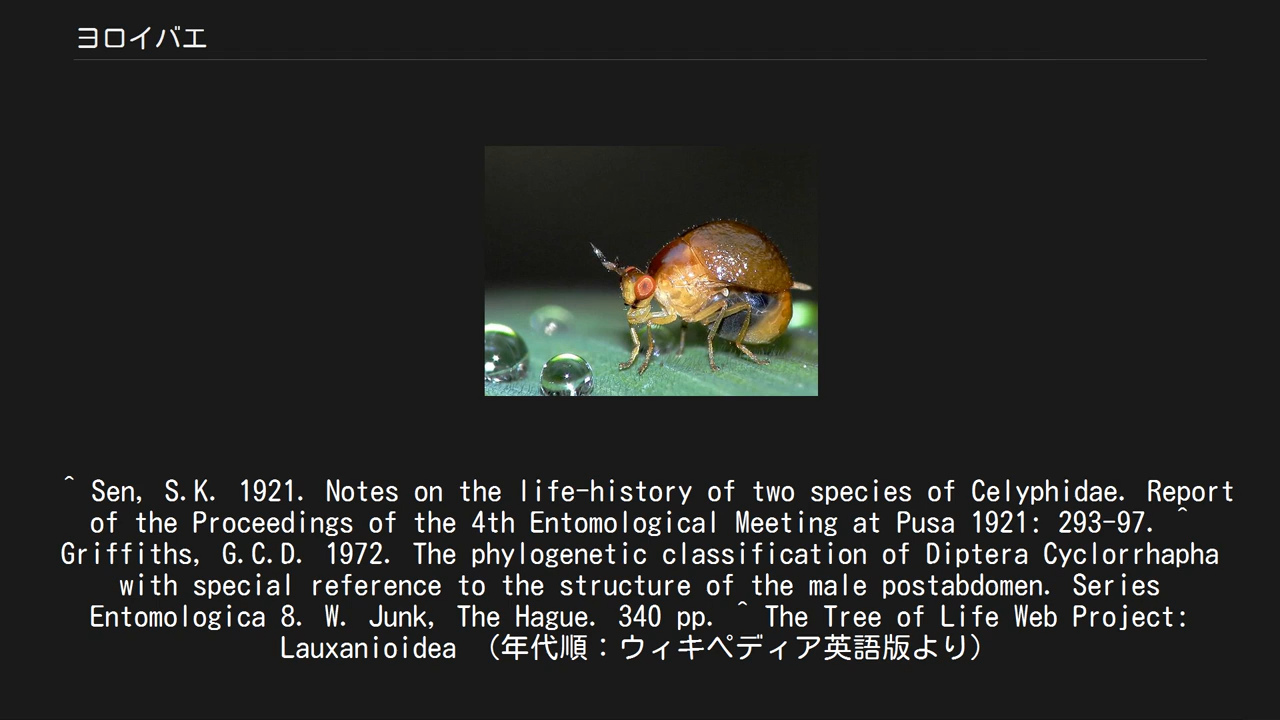 ヨロイバエ
^ Sen, S.K. 1921. Notes on the life-history of two species of Celyphidae. Report
of the Proceedings of the 4th Entomological Meeting at Pusa 1921: 293-97. ^
Griffiths, G.C.D. 1972. The phylogenetic classification of Diptera Cyclorrhapha
with special reference to the structure of the male postabdomen. Series
Entomologica 8. W. Junk, The Hague. 340 pp. ^ The Tree of Life Web Project:
Lauxanioidea （年代順：ウィキペディア英語版より）